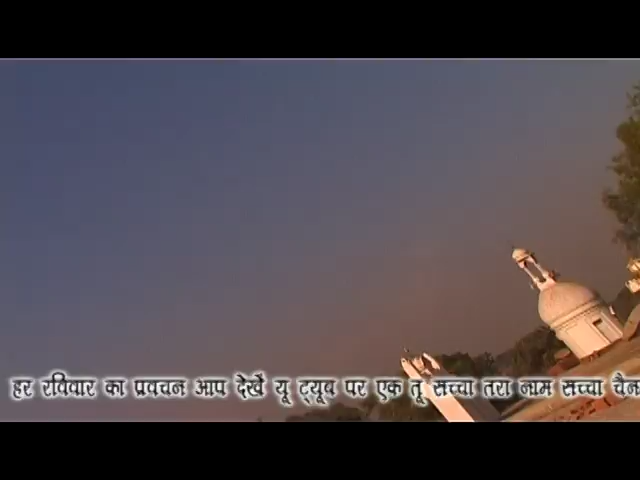 हर रविवार का प्रवचन आप देखें यू ट्यूब पर एक तू सच्चा तेरा नाम सच्चा चैन